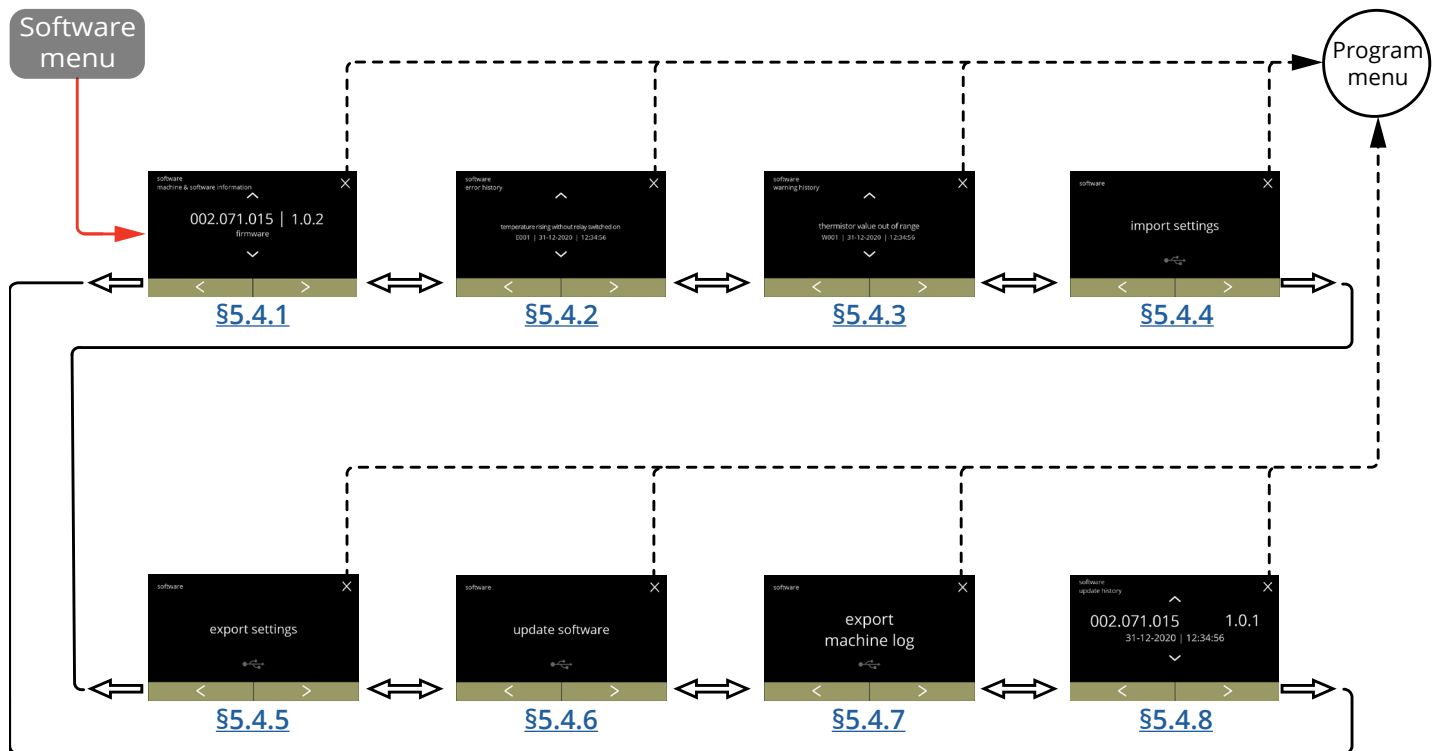 Software
menu
Program
menu
software
machine & software information
002.071.015 | 1.0.2
firmware
< >
§5.4.1
software
error history
temperature rising without relay switched on
E001 | 31-12-2020 | 12:34:56
< >
§5.4.2
software
warning history
thermistor value out of range
W001 | 31-12-2020 | 12:34:56
< >
§5.4.3
software
import settings
< >
§5.4.4
software
export settings
< >
§5.4.5
software
update software
< >
§5.4.6
software
export
machine log
< >
§5.4.7
software
update history
002.071.015 1.0.1
31-12-2020 | 12:34:56
< >
§5.4.8